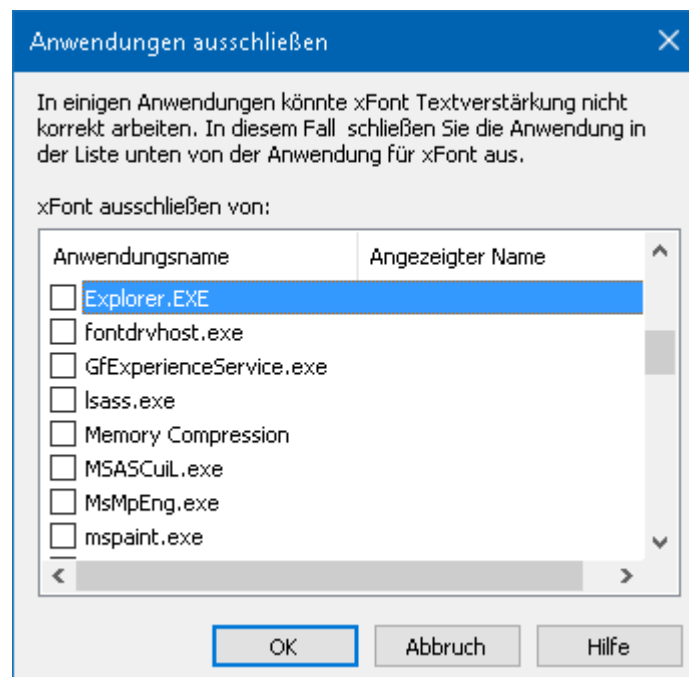 Anwendungen ausschließen
In einigen Anwendungen könnte xFont Textverstärkung nicht
korrekt arbeiten. In diesem Fall  schließen Sie die Anwendung in
der Liste unten von der Anwendung für xFont aus.
xFont ausschließen von:
Anwendungsname Angezeigter Name
Explorer.EXE
fontdrvhost.exe
GfExperienceService.exe
lsass.exe
Memory Compression
MSASCuiL.exe
MsMpEng.exe
mspaint.exe
OK Abbruch Hilfe